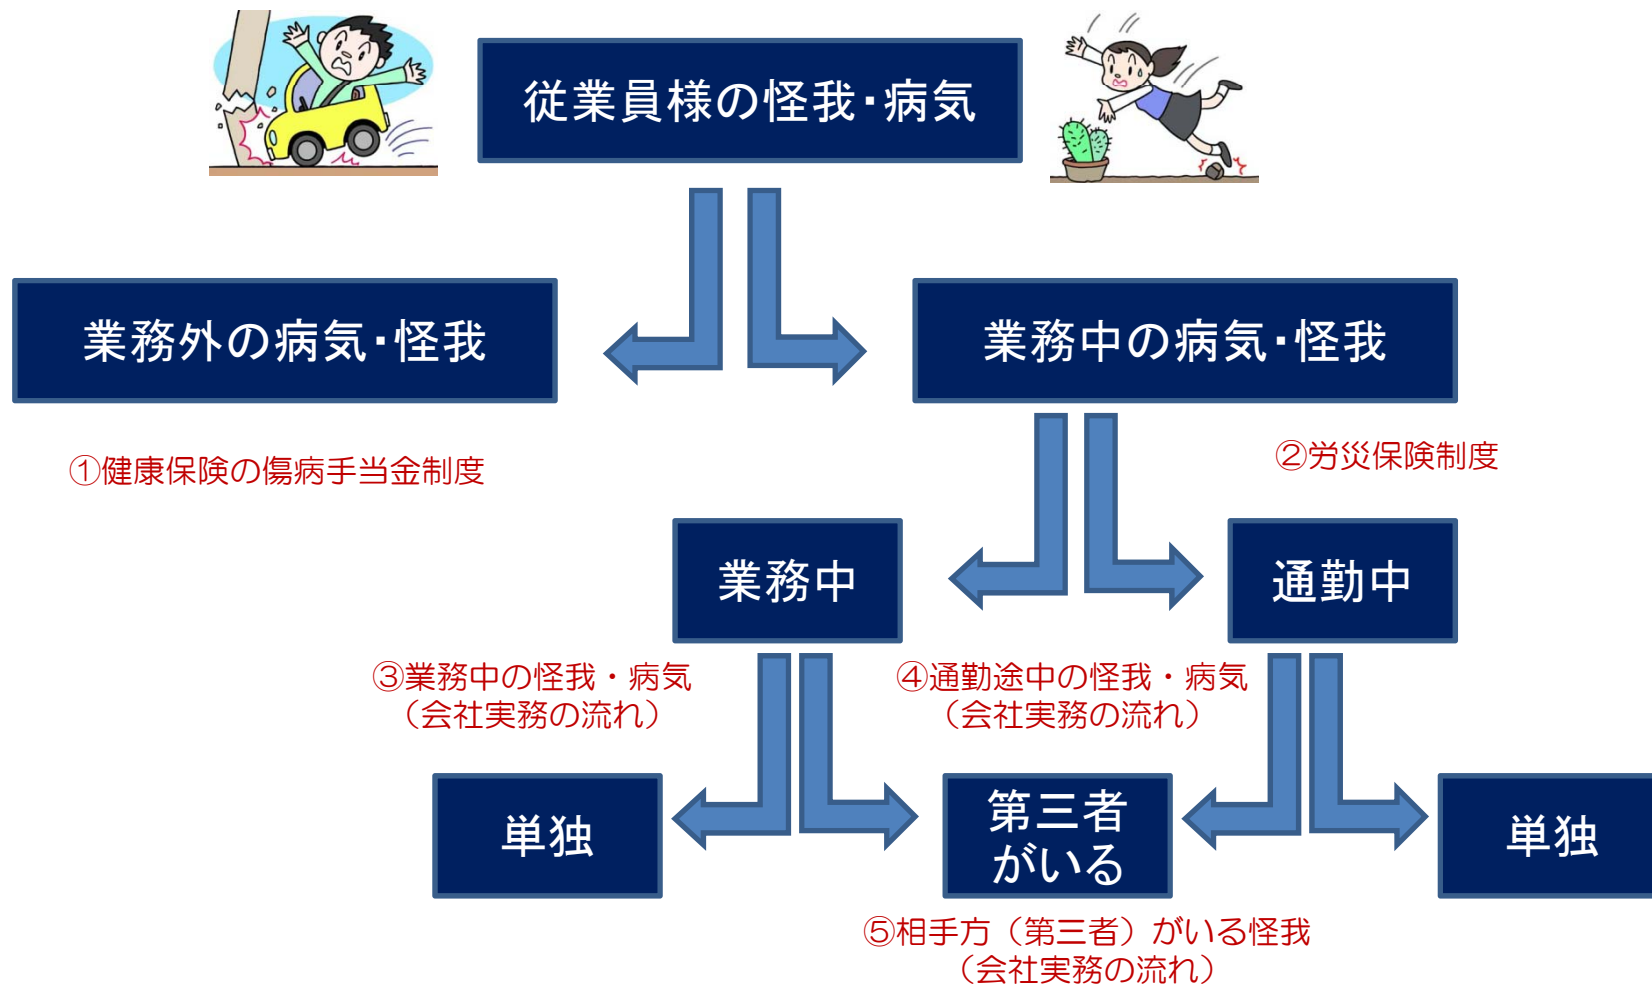 従業員様の怪我・病気
業務外の病気・怪我
業務中の病気・怪我
①健康保険の傷病手当金制度
②労災保険制度
業務中
通勤中
③業務中の怪我・病気
（会社実務の流れ）
④通勤途中の怪我・病気
（会社実務の流れ）
単独
第三者
がいる
単独
⑤相手方（第三者）がいる怪我
（会社実務の流れ）